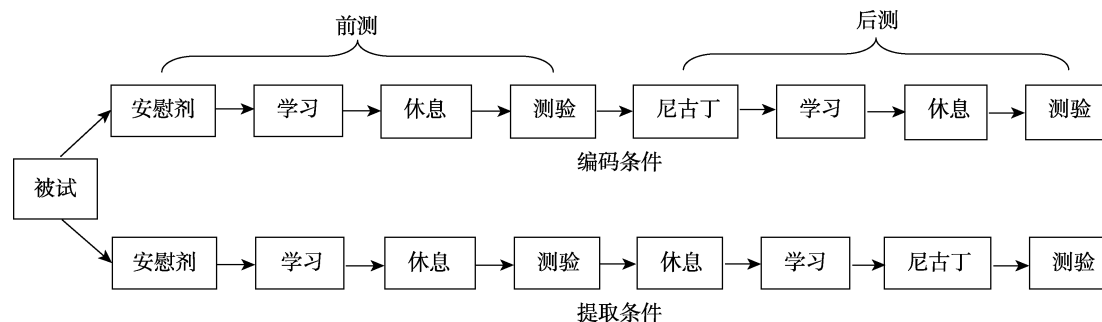 前测
后测
安慰剂 学习 休息 测验 尼古丁 学习 休息 测验
编码条件
被试
安慰剂 学习 休息 测验 休息 学习 尼古丁 测验
提取条件